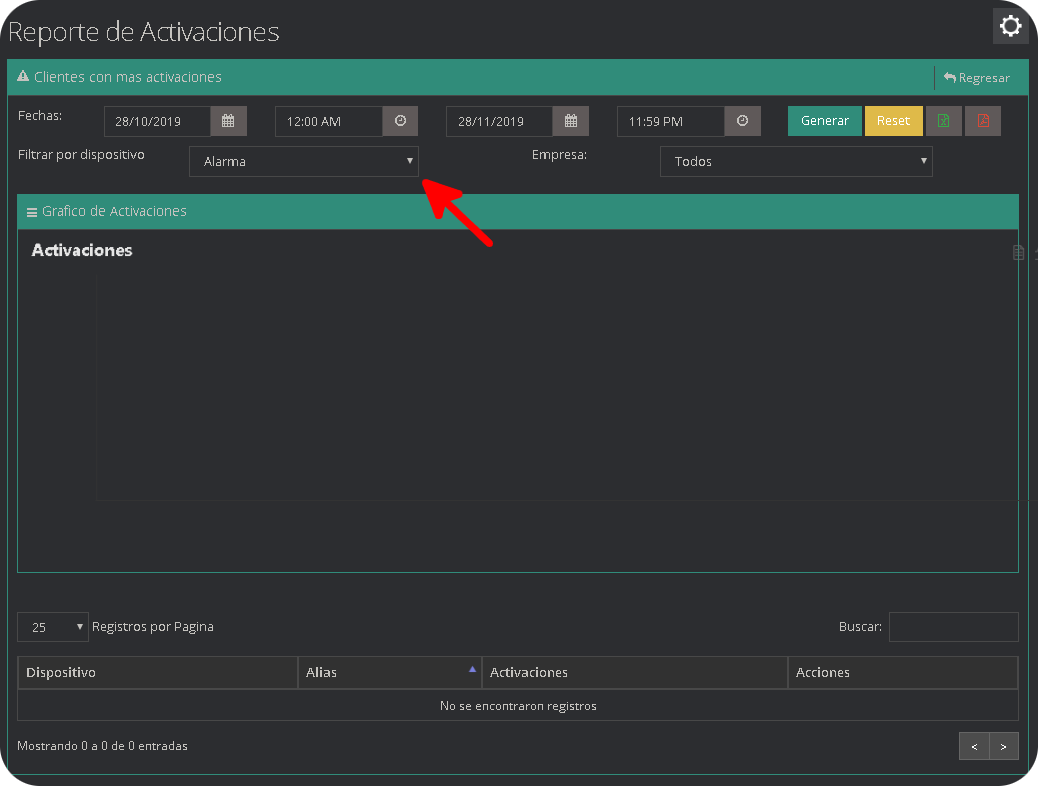 Reporte de Activaciones
Clientes con mas activaciones
Regresar
Fechas: 28/10/2019 12:00 AM 28/11/2019 11:59 PM Generar Reset
Filtrar por dispositivo Alarma Empresa: Todos
Grafico de Activaciones
Activaciones
25 Registros por Pagina Buscar:
Dispositivo Alias Activaciones Acciones
No se encontraron registros
Mostrando 0 a 0 de 0 entradas < >